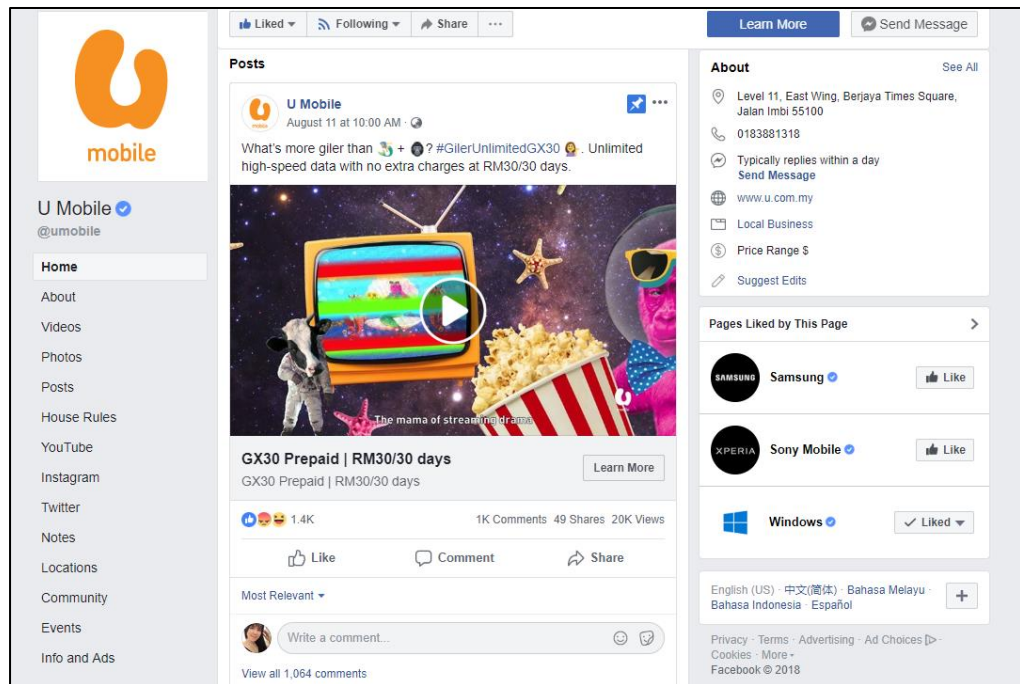 mobile
U Mobile
@umobile
Home
About
Videos
Photos
Posts
House Rules
YouTube
Instagram
Twitter
Notes
Locations
Community
Events
Info and Ads
Liked
Following
Share
Posts
U Mobile
August 11 at 10:00 AM ·
What's more giler than 🐄 + 🦍? #GilerUnlimitedGX30 🙆. Unlimited
high-speed data with no extra charges at RM30/30 days.
The mama of streaming drama
GX30 Prepaid | RM30/30 days
GX30 Prepaid | RM30/30 days
Learn More
1.4K
1K Comments 49 Shares 20K Views
Like Comment Share
Most Relevant
Write a comment...
View all 1,064 comments
Learn More
Send Message
About
See All
Level 11, East Wing, Berjaya Times Square,
Jalan Imbi 55100
0183881318
Typically replies within a day
Send Message
www.u.com.my
Local Business
Price Range $
Suggest Edits
Pages Liked by This Page
SAMSUNG
Samsung
Like
XPERIA
Sony Mobile
Like
Windows
Liked
English (US) · 中文(简体) · Bahasa Melayu ·
Bahasa Indonesia · Español
Privacy · Terms · Advertising · Ad Choices ·
Cookies · More
Facebook © 2018